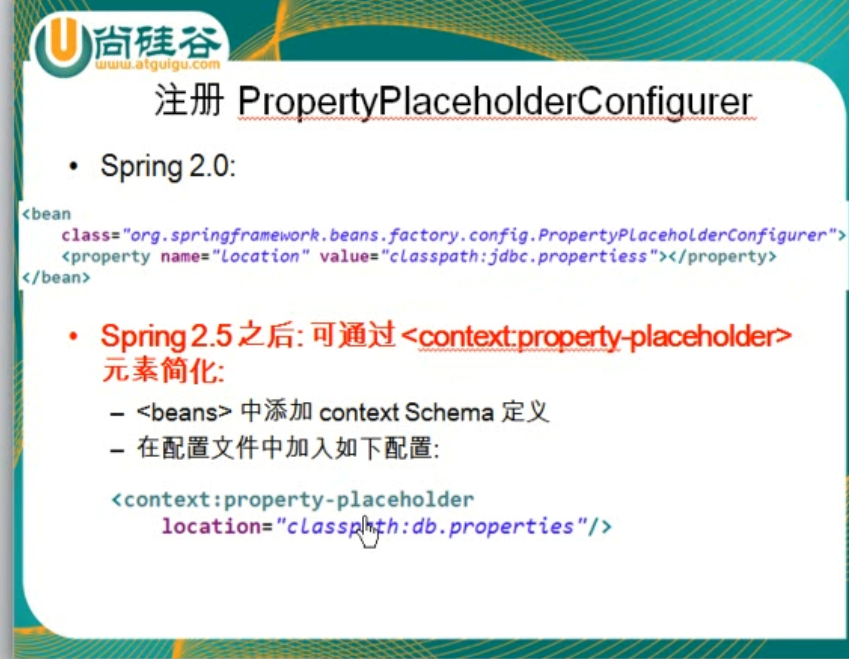 尚硅谷
www.atguigu.com
注册 PropertyPlaceholderConfigurer
• Spring 2.0:
<bean
class="org.springframework.beans.factory.config.PropertyPlaceholderConfigurer">
<property name="location" value="classpath:jdbc.propertiess"></property>
</bean>
• Spring 2.5 之后: 可通过 <context:property-placeholder>
元素简化:
– <beans> 中添加 context Schema 定义
– 在配置文件中加入如下配置:
<context:property-placeholder
location="classpath:db.properties"/>